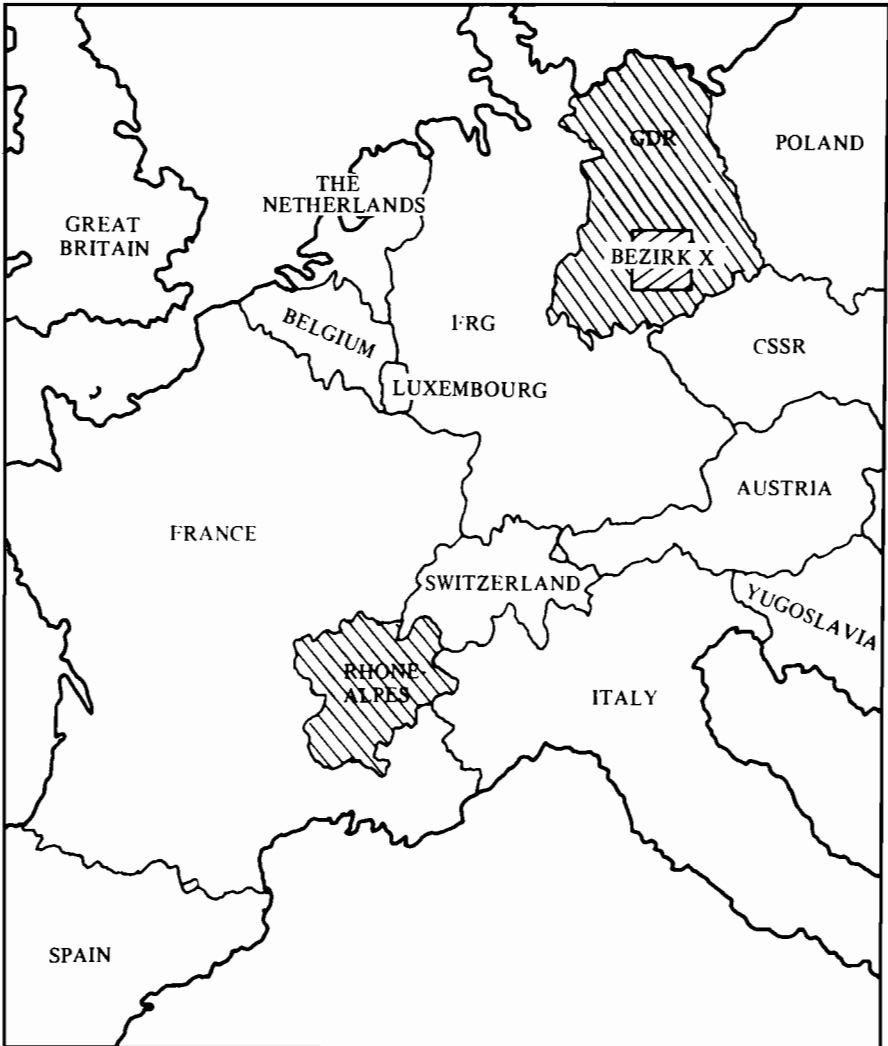 GDR
POLAND
THE
NETHERLANDS
GREAT
BRITAIN
BEZIRK X
BELGIUM
FRG
CSSR
LUXEMBOURG
AUSTRIA
FRANCE
SWITZERLAND
YUGOSLAVIA
RHONE-
ALPES
ITALY
SPAIN